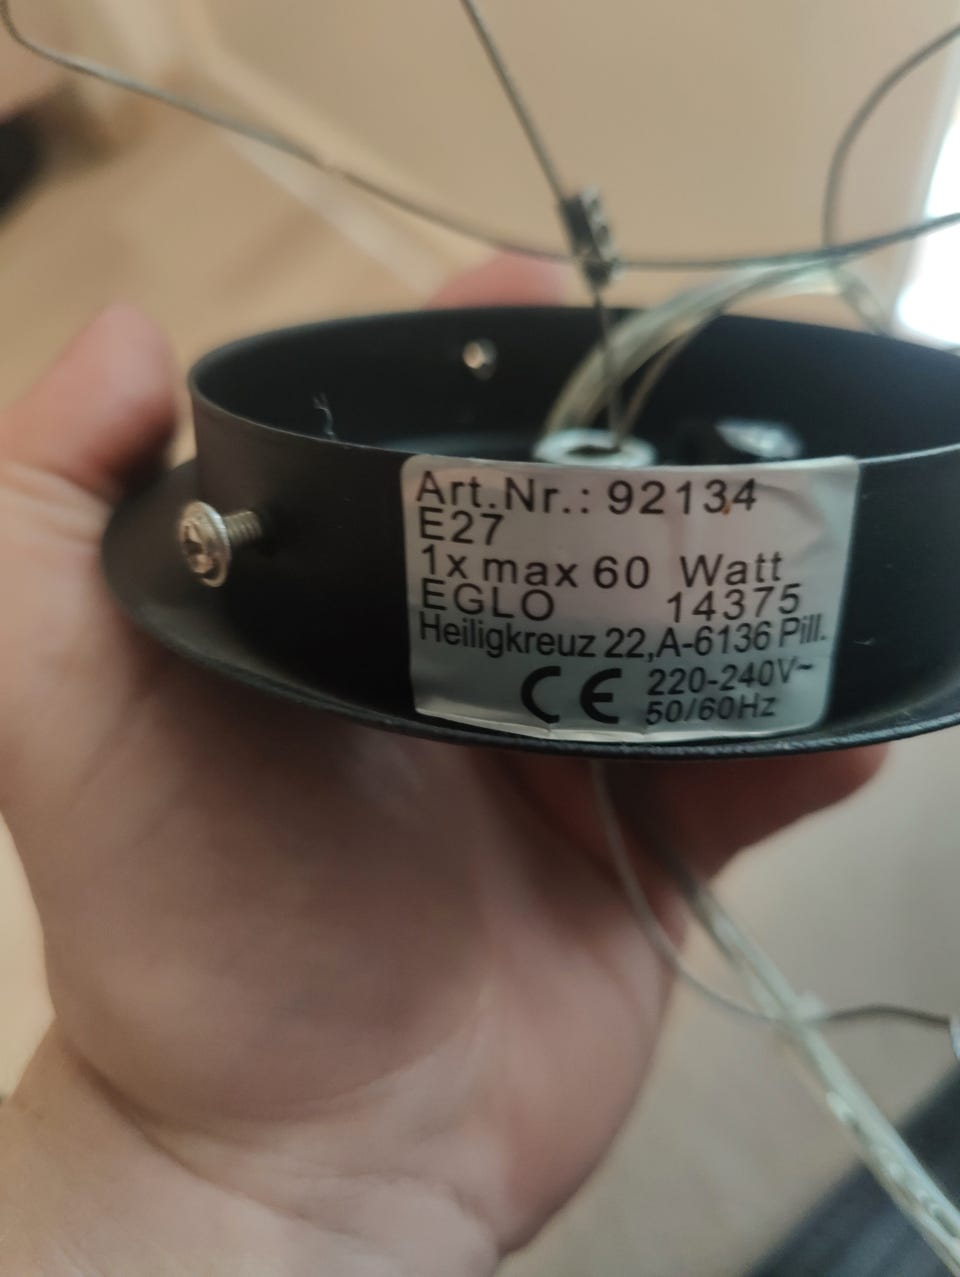 Art.Nr.: 92134
E27
1x max 60 Watt
EGLO 14375
Heiligkreuz 22,A-6136 Pill.
CE 220-240V~
50/60Hz